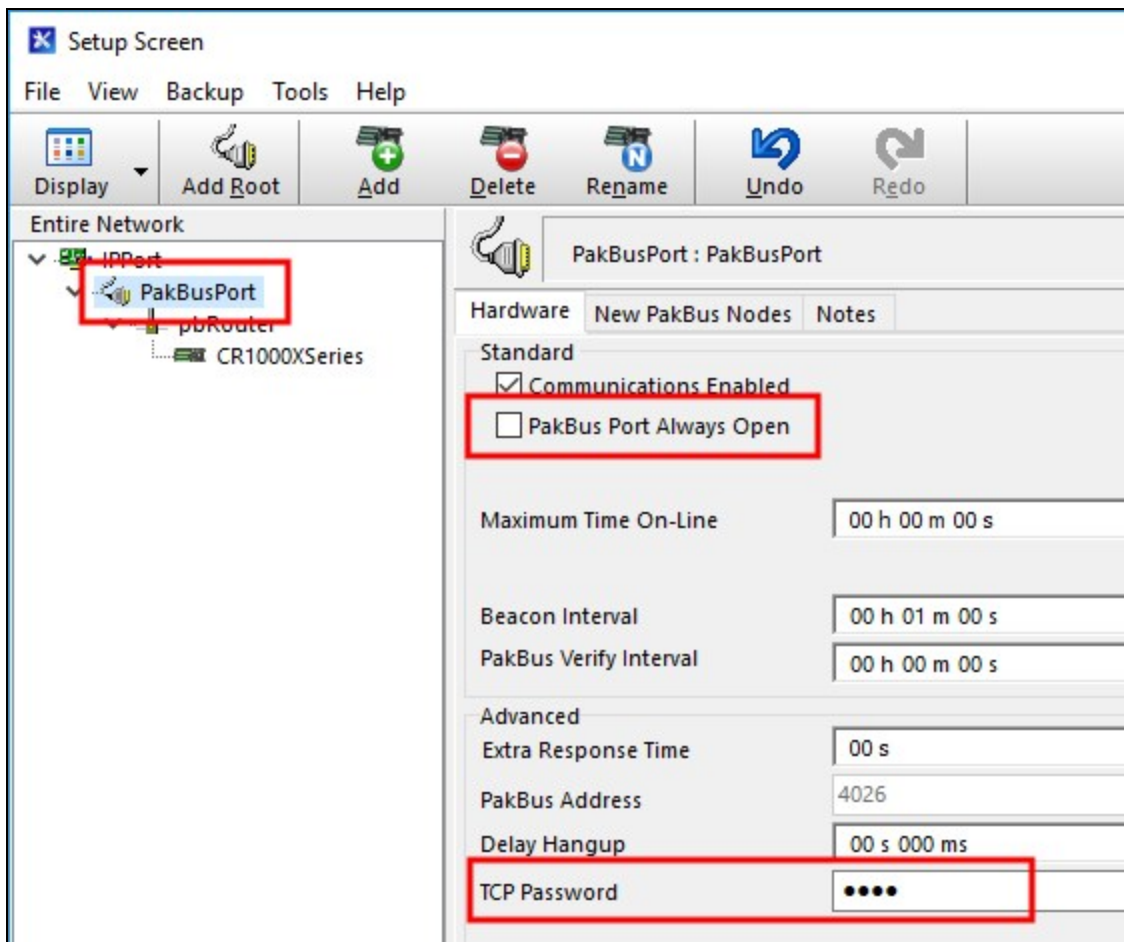 Setup Screen
File View Backup Tools Help
Display Add Root Add Delete Rename Undo Redo
Entire Network
IPPort
PakBusPort
pbRouter
CR1000XSeries
PakBusPort : PakBusPort
Hardware New PakBus Nodes Notes
Standard
Communications Enabled
PakBus Port Always Open
Maximum Time On-Line 00 h 00 m 00 s
Beacon Interval 00 h 01 m 00 s
PakBus Verify Interval 00 h 00 m 00 s
Advanced
Extra Response Time 00 s
PakBus Address 4026
Delay Hangup 00 s 000 ms
TCP Password ••••